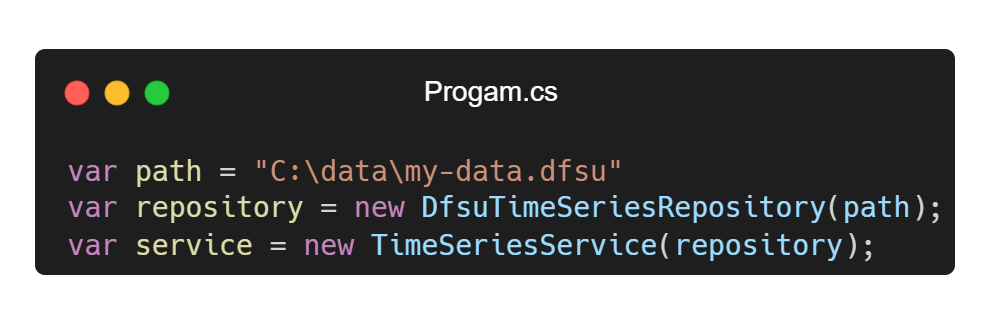 Progam.cs
var path = "C:\data\my-data.dfsu"
var repository = new DfsuTimeSeriesRepository(path);
var service = new TimeSeriesService(repository);